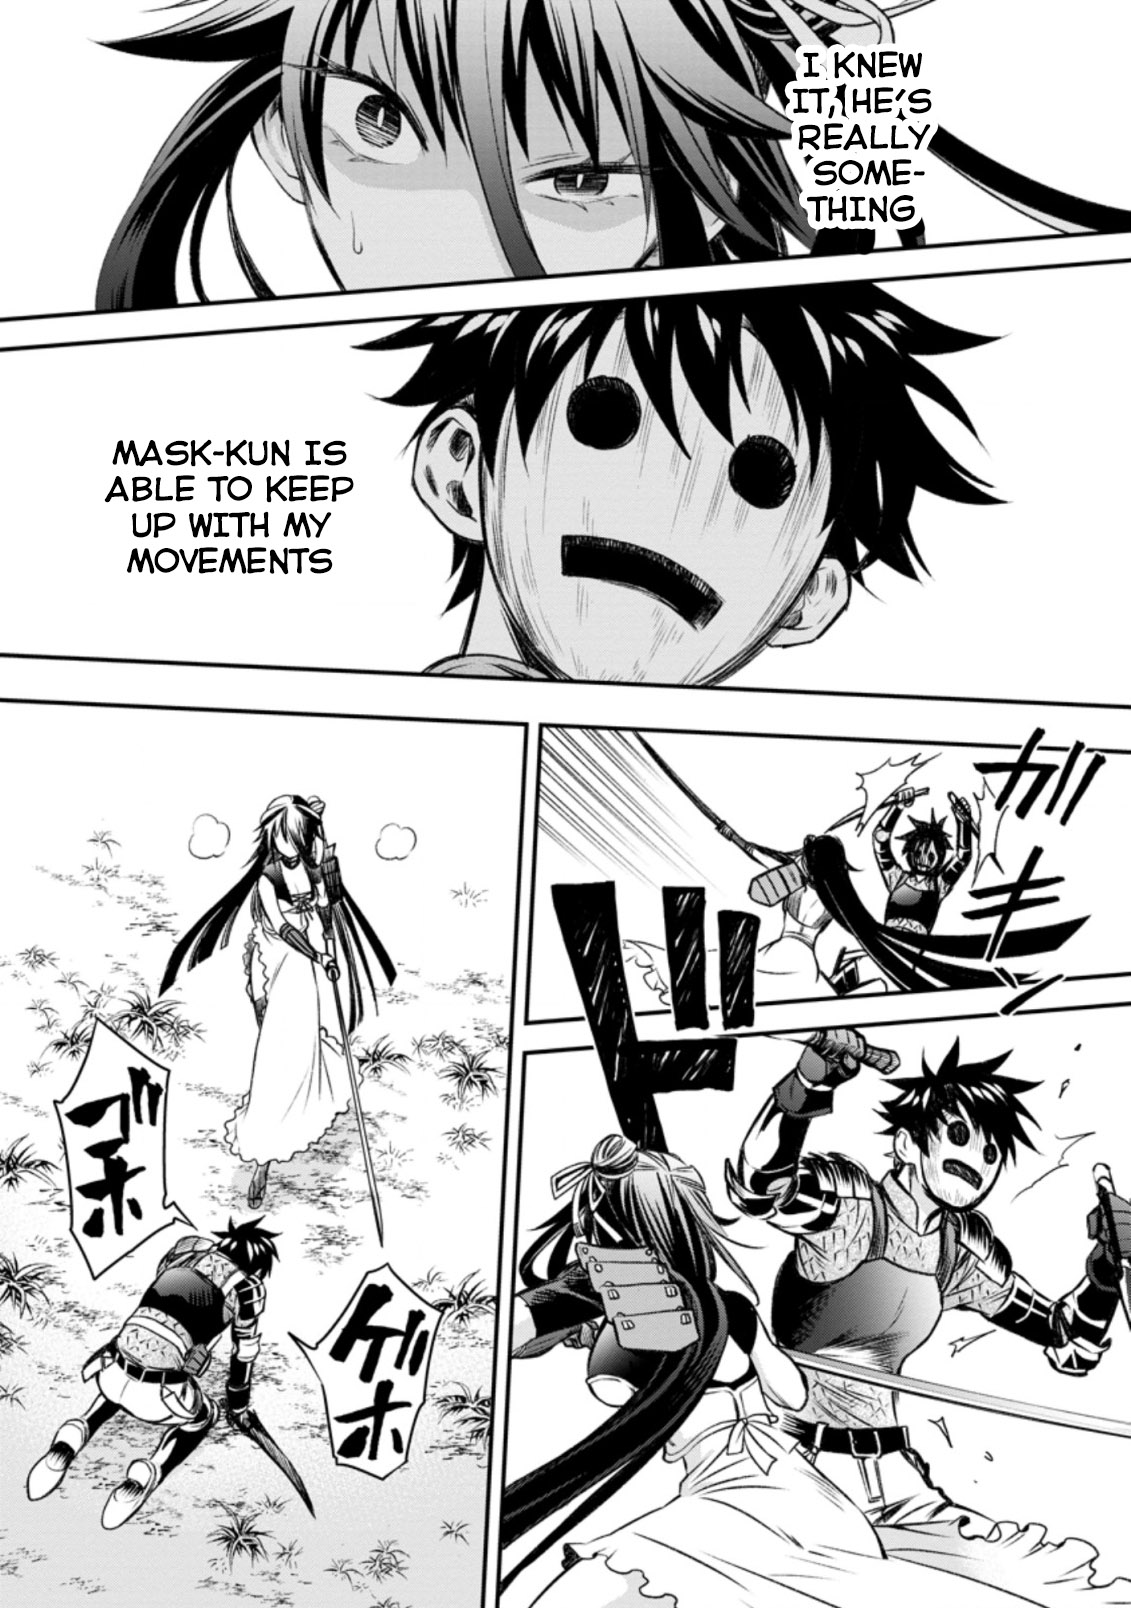 I KNEW
IT, HE'S
REALLY
SOME-
THING
MASK-KUN IS
ABLE TO KEEP
UP WITH MY
MOVEMENTS
ガキン
ドッ
ゴホ
ゲホ